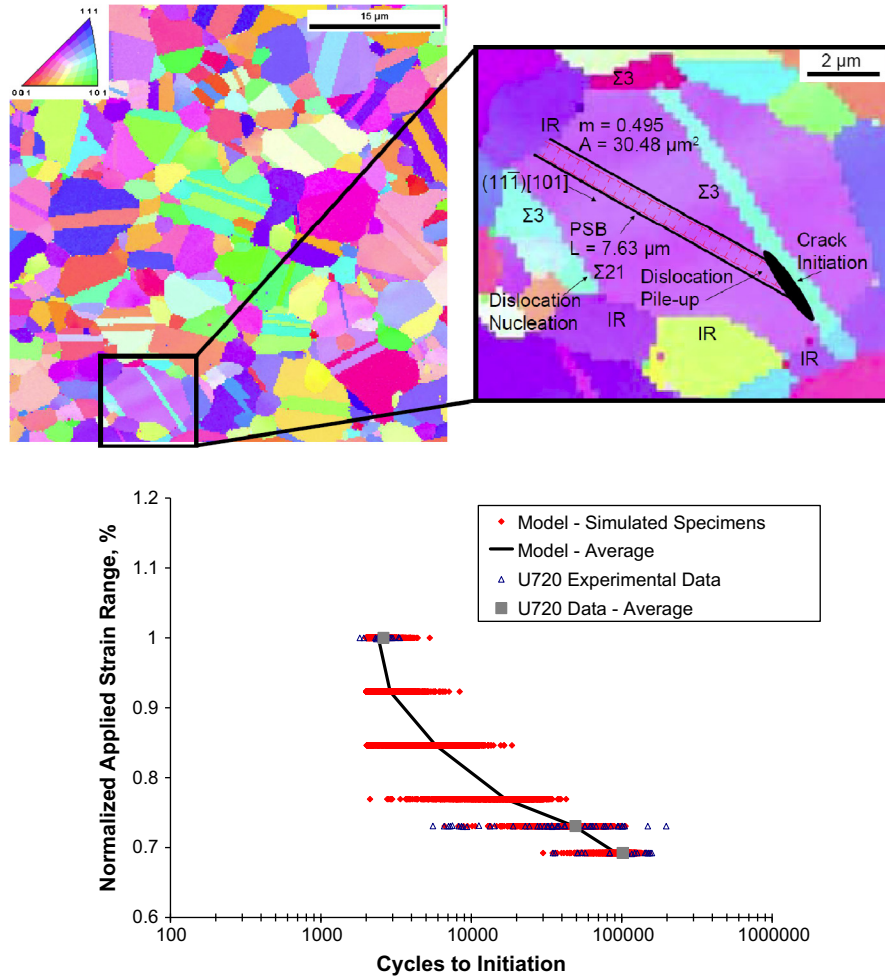 1 1 1
0 0 1
1 0 1
15 µm
2 µm
Σ3
IR
m = 0.495
A = 30.48 µm²
(11̅1̅)[101]
Σ3
Σ3
PSB
L = 7.63 µm
Σ21
Crack
Initiation
Dislocation
Pile-up
Dislocation
Nucleation
IR
IR
IR
Normalized Applied Strain Range, %
1.2
1.1
1
0.9
0.8
0.7
0.6
100
1000
10000
100000
1000000
Cycles to Initiation
Model - Simulated Specimens
Model - Average
U720 Experimental Data
U720 Data - Average